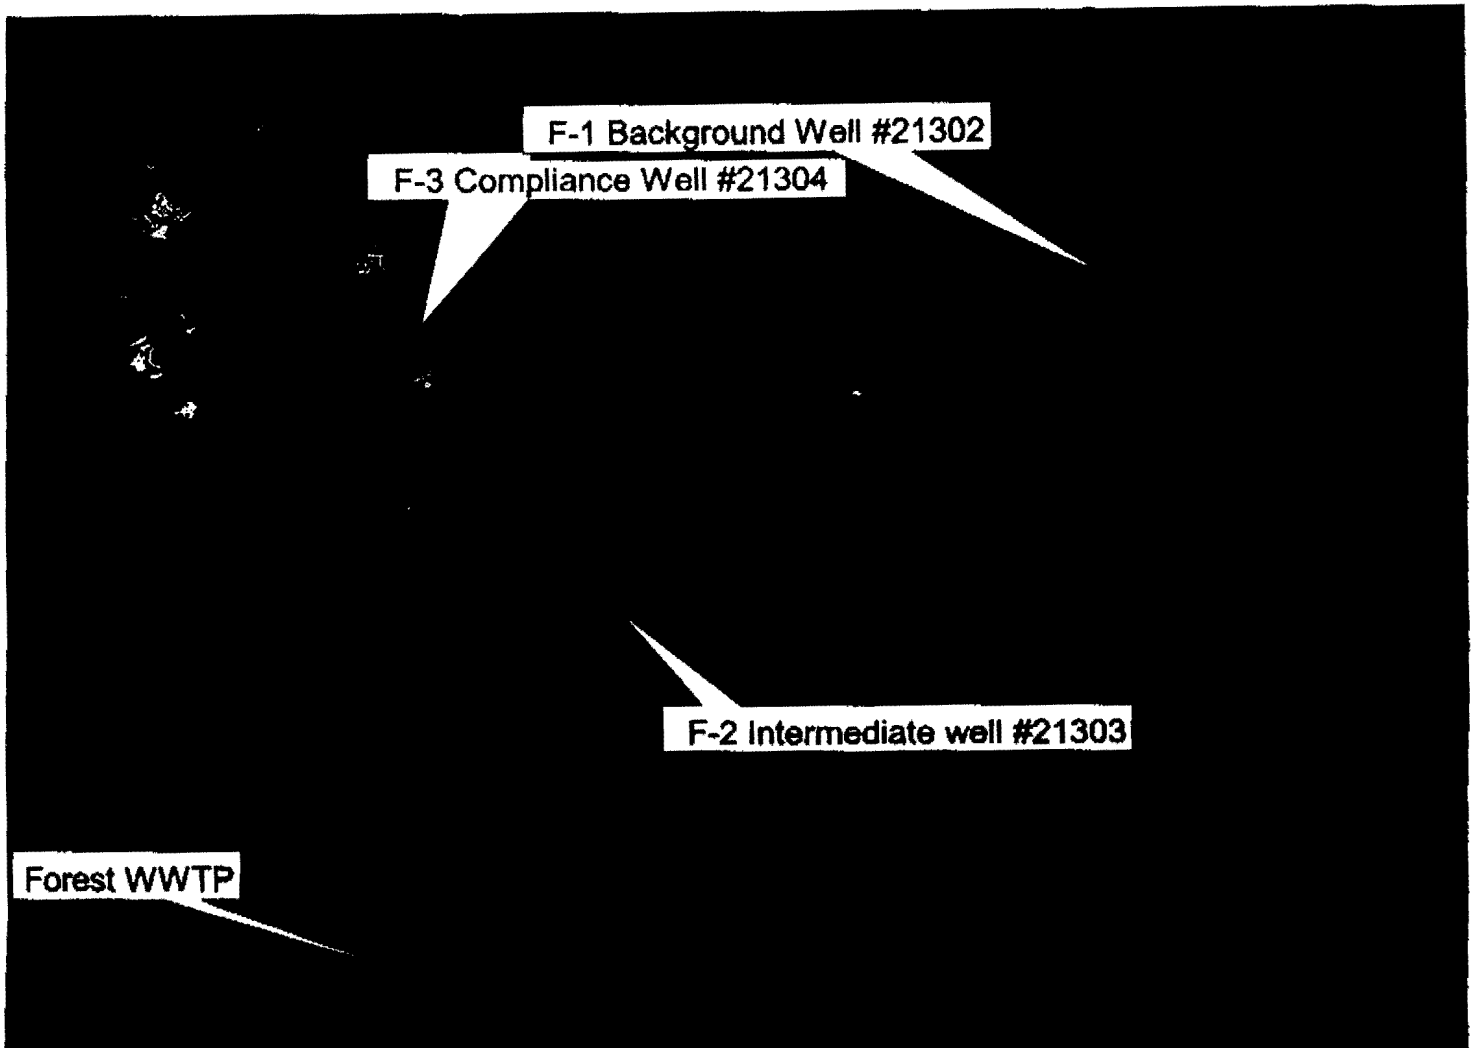 F-1 Background Well #21302
F-3 Compliance Well #21304
F-2 Intermediate well #21303
Forest WWTP